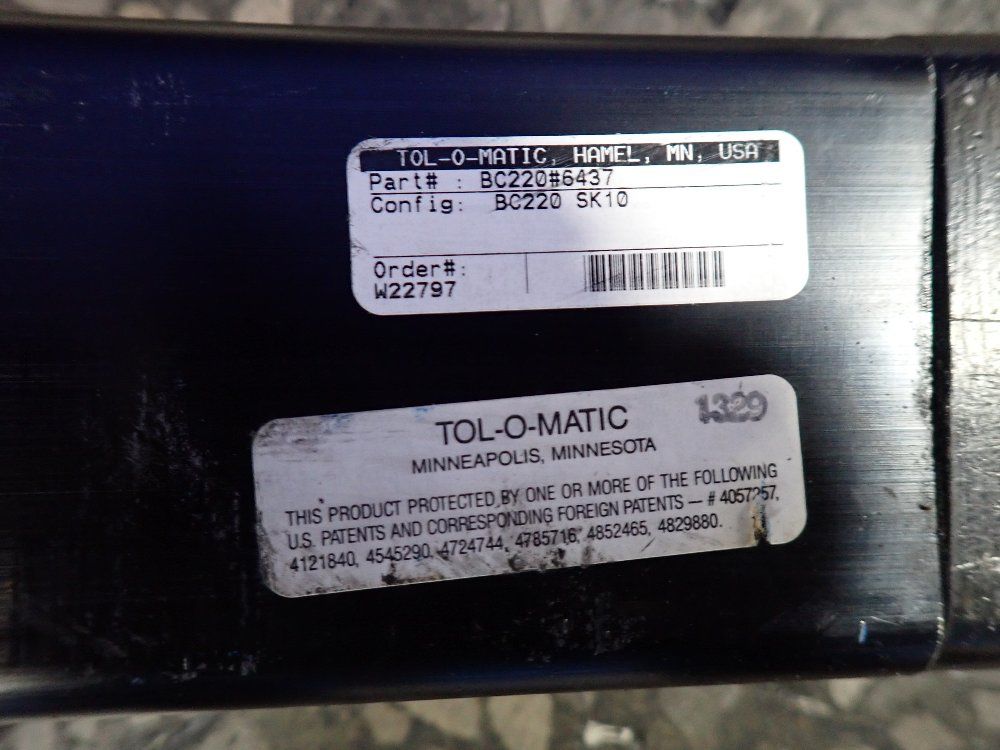 TOL-O-MATIC, HAMEL, MN, USA
Part# : BC220#6437
Config: BC220 SK10
Order#:
W22797
1329
TOL-O-MATIC
MINNEAPOLIS, MINNESOTA
THIS PRODUCT PROTECTED BY ONE OR MORE OF THE FOLLOWING
U.S. PATENTS AND CORRESPONDING FOREIGN PATENTS — #
4121840, 4545290, 4724744, 4785716, 4852465, 4829880.